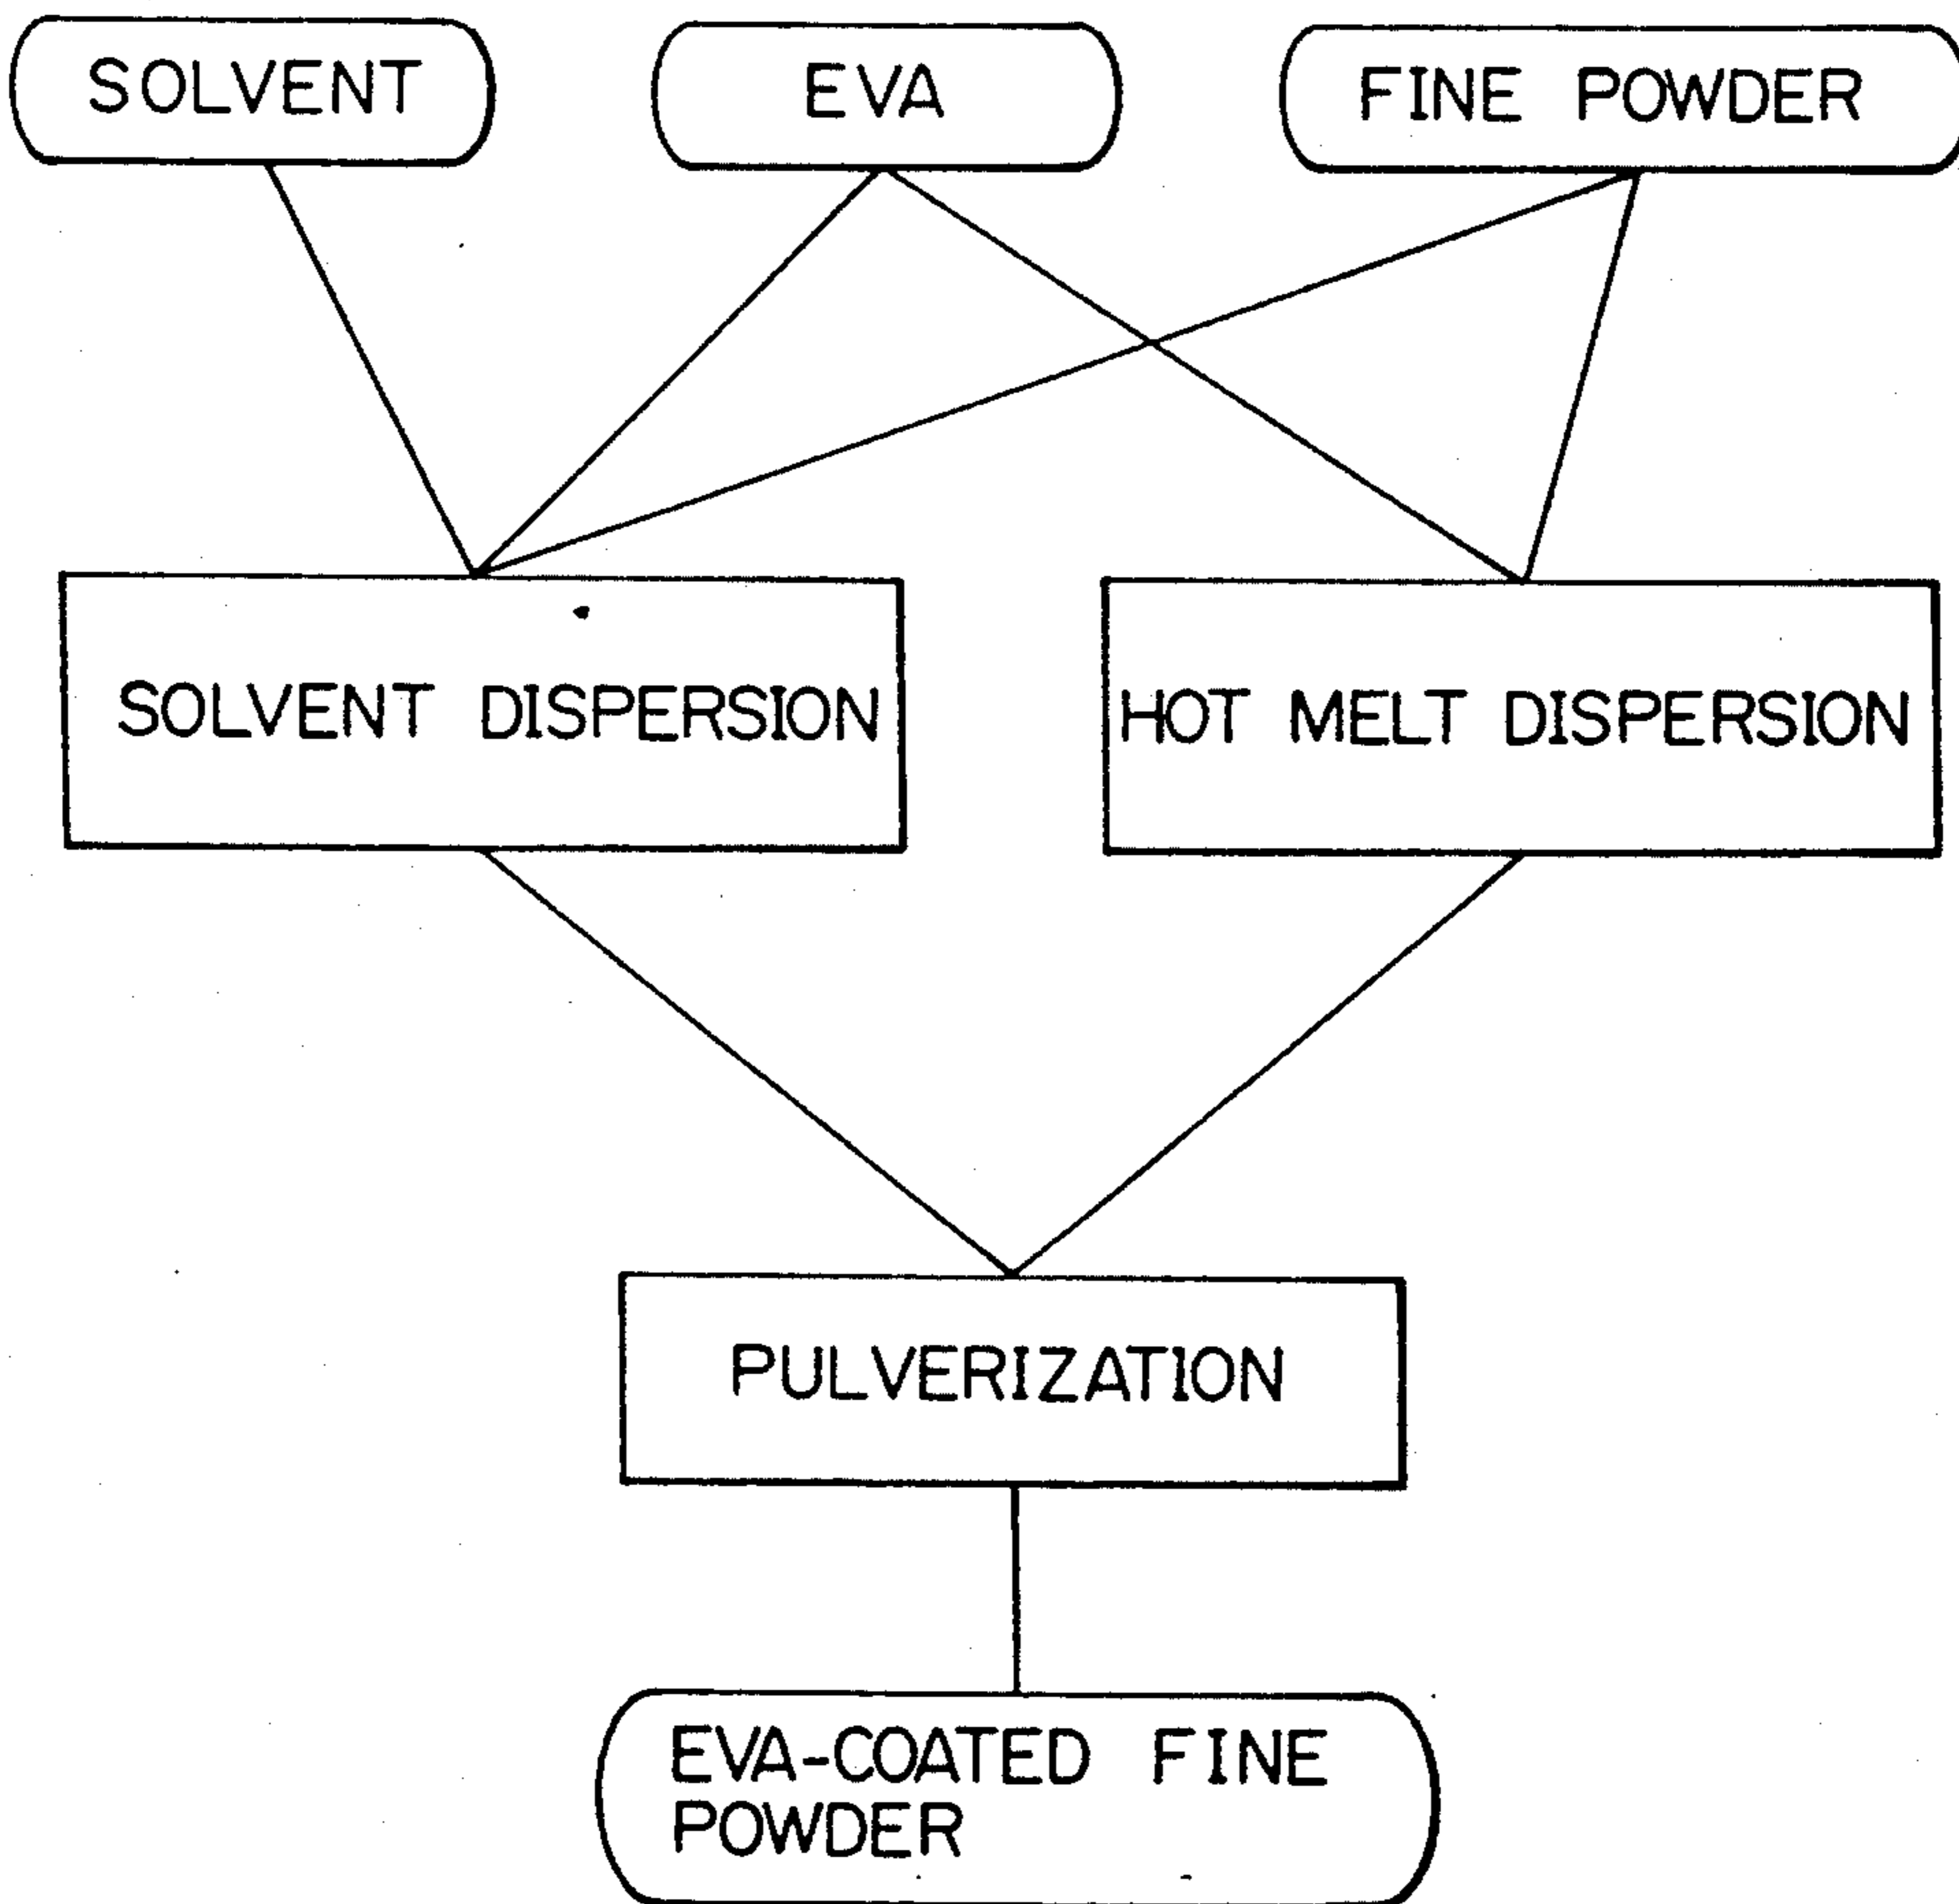 SOLVENT
EVA
FINE POWDER
SOLVENT DISPERSION
HOT MELT DISPERSION
PULVERIZATION
EVA-COATED FINE
POWDER